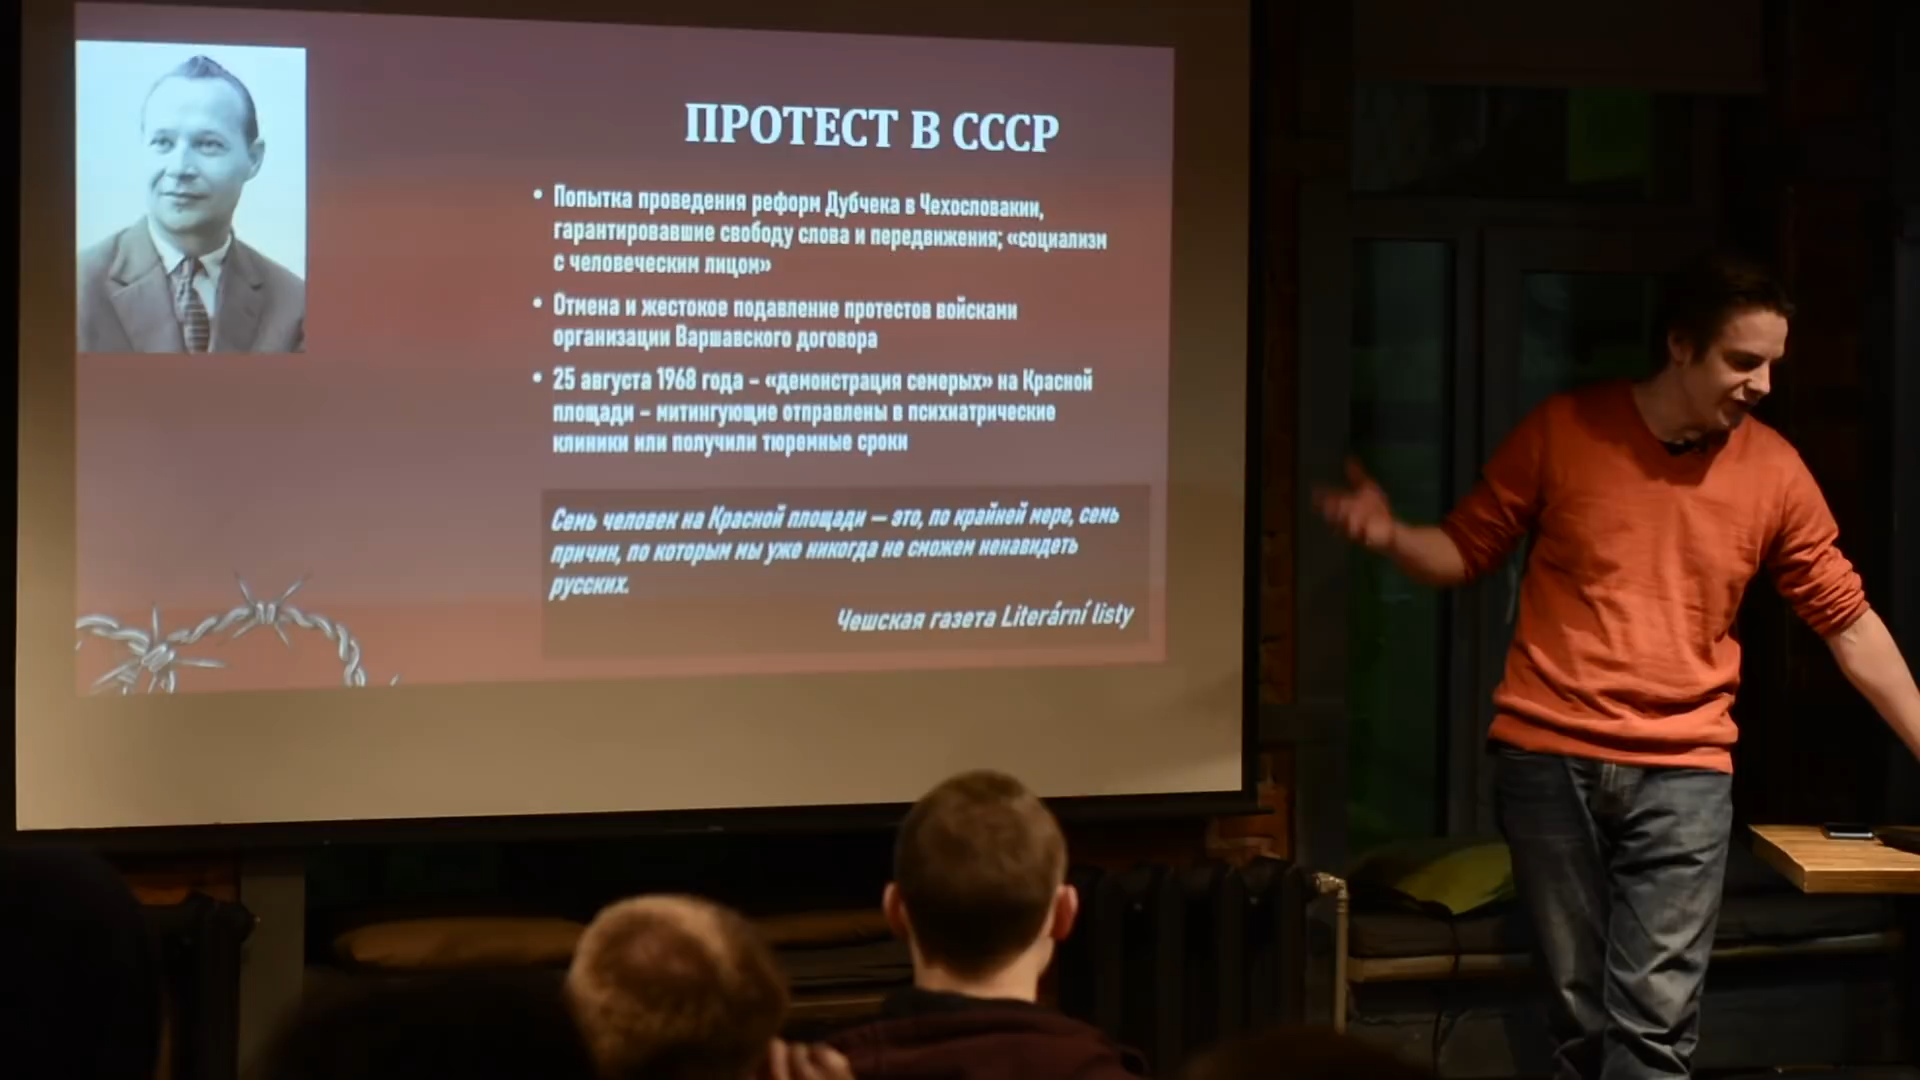 ПРОТЕСТ В СССР
• Попытка проведения реформ Дубчека в Чехословакии,
гарантировавшие свободу слова и передвижения; «социализм
с человеческим лицом»
• Отмена и жестокое подавление протестов войсками
организации Варшавского договора
• 25 августа 1968 года – «демонстрация семерых» на Красной
площади – митингующие отправлены в психиатрические
клиники или получили тюремные сроки
Семь человек на Красной площади — это, по крайней мере, семь
причин, по которым мы уже никогда не сможем ненавидеть
русских.
Чешская газета Literární listy